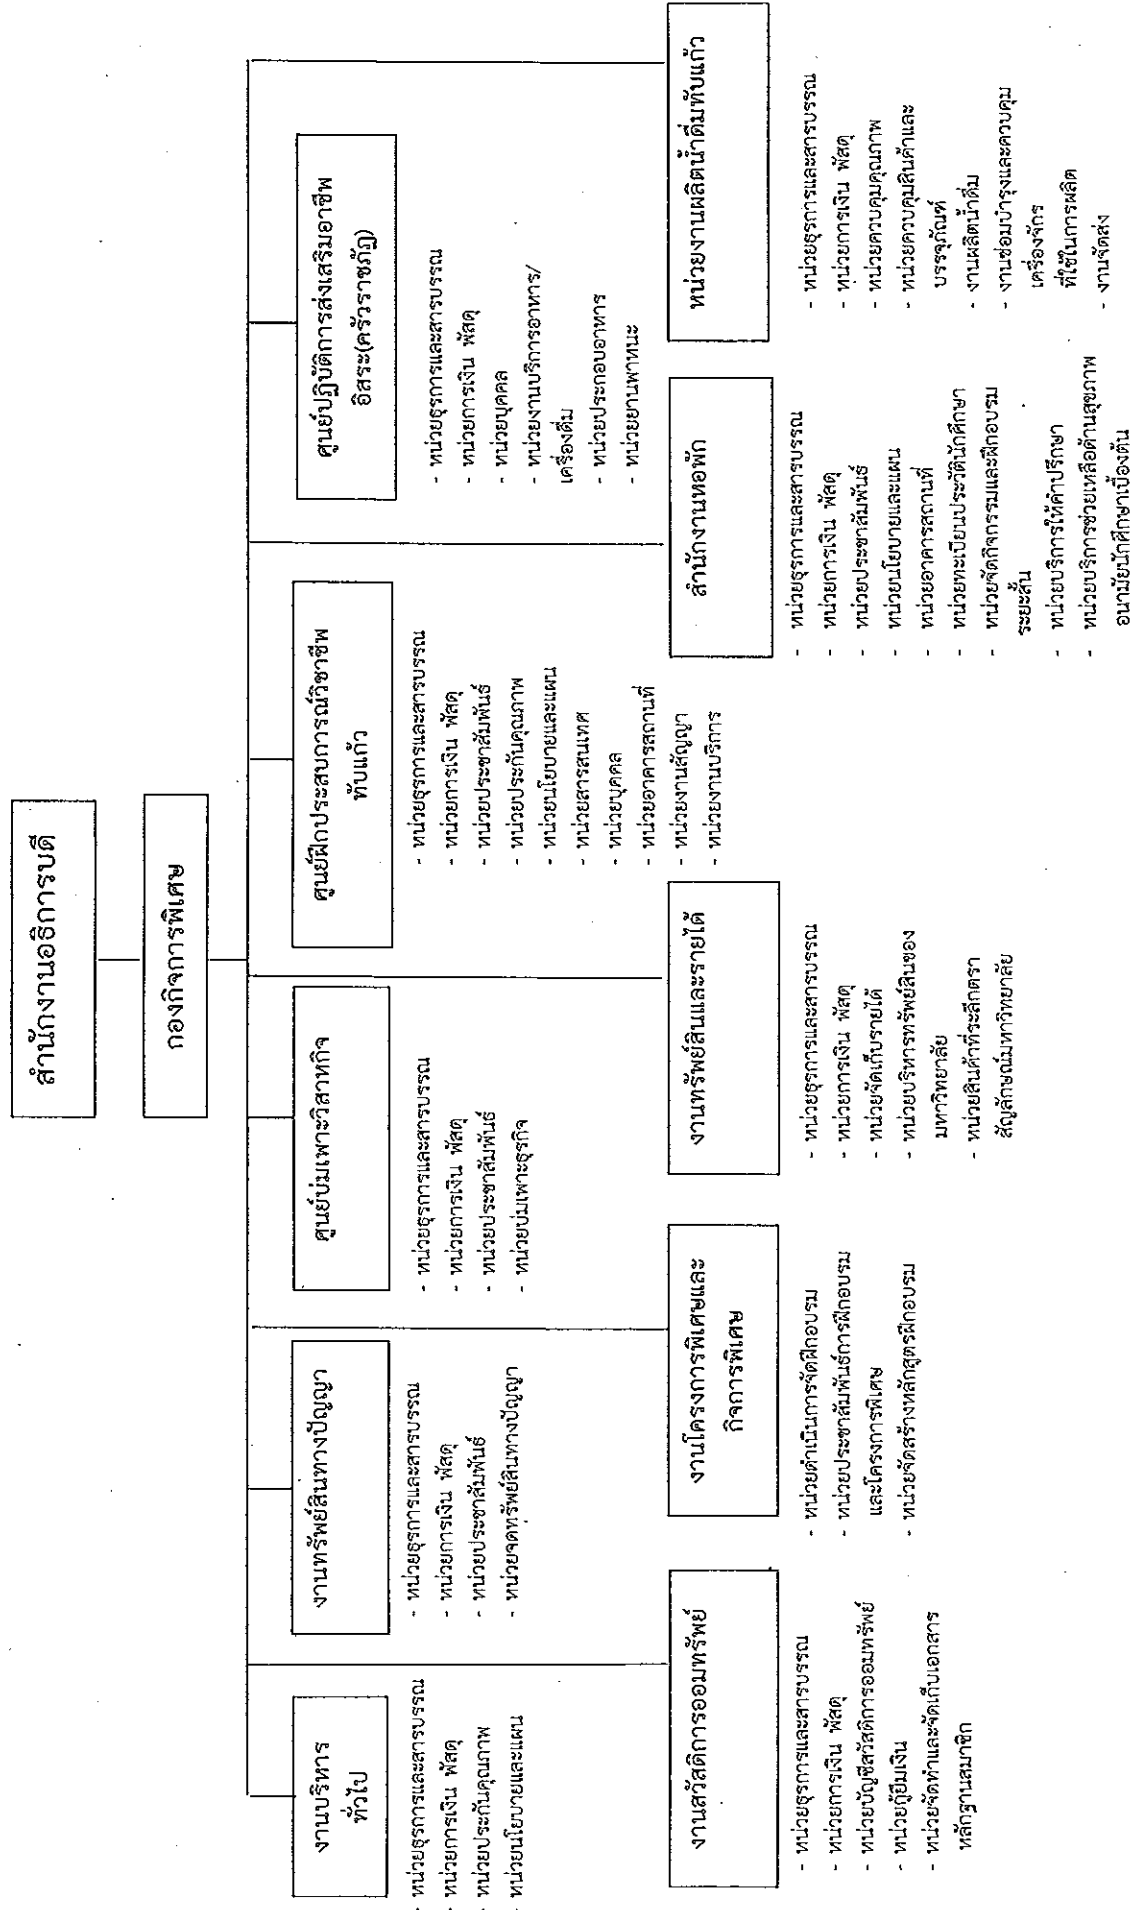 สำนักงานอธิการบดี
กองกิจการพิเศษ
งานบริหาร
ทั่วไป
- หน่วยธุรการและสารบรรณ
- หน่วยการเงิน พัสดุ
- หน่วยประกันคุณภาพ
- หน่วยนโยบายและแผน
งานทรัพย์สินทางปัญญา
- หน่วยธุรการและสารบรรณ
- หน่วยการเงิน พัสดุ
- หน่วยประชาสัมพันธ์
- หน่วยจดทรัพย์สินทางปัญญา
ศูนย์บ่มเพาะวิสาหกิจ
- หน่วยธุรการและสารบรรณ
- หน่วยการเงิน พัสดุ
- หน่วยประชาสัมพันธ์
- หน่วยบ่มเพาะธุรกิจ
ศูนย์ฝึกประสบการณ์วิชาชีพ
ทับแก้ว
- หน่วยธุรการและสารบรรณ
- หน่วยการเงิน พัสดุ
- หน่วยประชาสัมพันธ์
- หน่วยประกันคุณภาพ
- หน่วยนโยบายและแผน
- หน่วยสารสนเทศ
- หน่วยบุคคล
- หน่วยอาคารสถานที่
- หน่วยงานสัญญา
- หน่วยงานบริการ
ศูนย์ปฏิบัติการส่งเสริมอาชีพ
อิสระ(ครัวราชภัฏ)
- หน่วยธุรการและสารบรรณ
- หน่วยการเงิน พัสดุ
- หน่วยบุคคล
- หน่วยงานบริการอาหาร/
เครื่องดื่ม
- หน่วยประกอบอาหาร
- หน่วยยานพาหนะ
งานสวัสดิการออมทรัพย์
- หน่วยธุรการและสารบรรณ
- หน่วยการเงิน พัสดุ
- หน่วยบัญชีสวัสดิการออมทรัพย์
- หน่วยกู้ยืมเงิน
- หน่วยจัดทำและจัดเก็บเอกสาร
หลักฐานสมาชิก
งานโครงการพิเศษและ
กิจการพิเศษ
- หน่วยดำเนินการจัดฝึกอบรม
- หน่วยประชาสัมพันธ์การฝึกอบรม
และโครงการพิเศษ
- หน่วยจัดสร้างหลักสูตรฝึกอบรม
งานทรัพย์สินและรายได้
- หน่วยธุรการและสารบรรณ
- หน่วยการเงิน พัสดุ
- หน่วยจัดเก็บรายได้
- หน่วยบริหารทรัพย์สินของ
มหาวิทยาลัย
- หน่วยสินค้าที่ระลึกตรา
สัญลักษณ์มหาวิทยาลัย
สำนักงานหอพัก
- หน่วยธุรการและสารบรรณ
- หน่วยการเงิน พัสดุ
- หน่วยประชาสัมพันธ์
- หน่วยนโยบายและแผน
- หน่วยอาคารสถานที่
- หน่วยทะเบียนประวัตินักศึกษา
- หน่วยจัดกิจกรรมและฝึกอบรม
ระยะสั้น
- หน่วยบริการให้คำปรึกษา
- หน่วยบริการช่วยเหลือด้านสุขภาพ
อนามัยนักศึกษาเบื้องต้น
หน่วยงานผลิตน้ำดื่มทับแก้ว
- หน่วยธุรการและสารบรรณ
- หน่วยการเงิน พัสดุ
- หน่วยควบคุมคุณภาพ
- หน่วยควบคุมสินค้าและ
บรรจุภัณฑ์
- งานผลิตน้ำดื่ม
- งานซ่อมบำรุงและควบคุม
เครื่องจักร
ที่ใช้ในการผลิต
- งานจัดส่ง